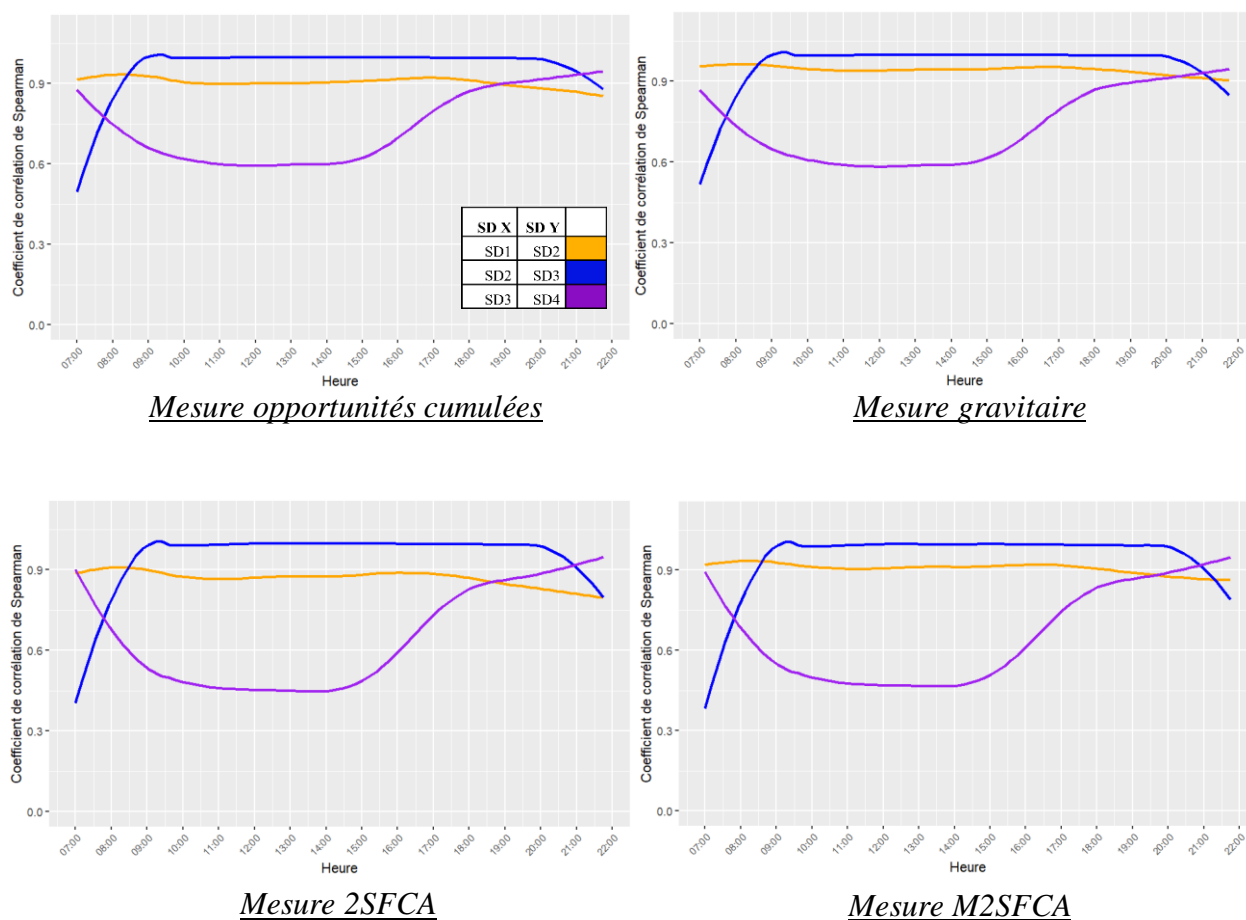 Coefficient de corrélation de Spearman
0.9
0.6
0.3
0.0
SD X SD Y
SD1 SD2
SD2 SD3
SD3 SD4
07:00 08:00 09:00 10:00 11:00 12:00 13:00 14:00 15:00 16:00 17:00 18:00 19:00 20:00 21:00 22:00
Heure
Mesure opportunités cumulées
Coefficient de corrélation de Spearman
0.9
0.6
0.3
0.0
07:00 08:00 09:00 10:00 11:00 12:00 13:00 14:00 15:00 16:00 17:00 18:00 19:00 20:00 21:00 22:00
Heure
Mesure gravitaire
Coefficient de corrélation de Spearman
0.9
0.6
0.3
0.0
07:00 08:00 09:00 10:00 11:00 12:00 13:00 14:00 15:00 16:00 17:00 18:00 19:00 20:00 21:00 22:00
Heure
Mesure 2SFCA
Coefficient de corrélation de Spearman
0.9
0.6
0.3
0.0
07:00 08:00 09:00 10:00 11:00 12:00 13:00 14:00 15:00 16:00 17:00 18:00 19:00 20:00 21:00 22:00
Heure
Mesure M2SFCA